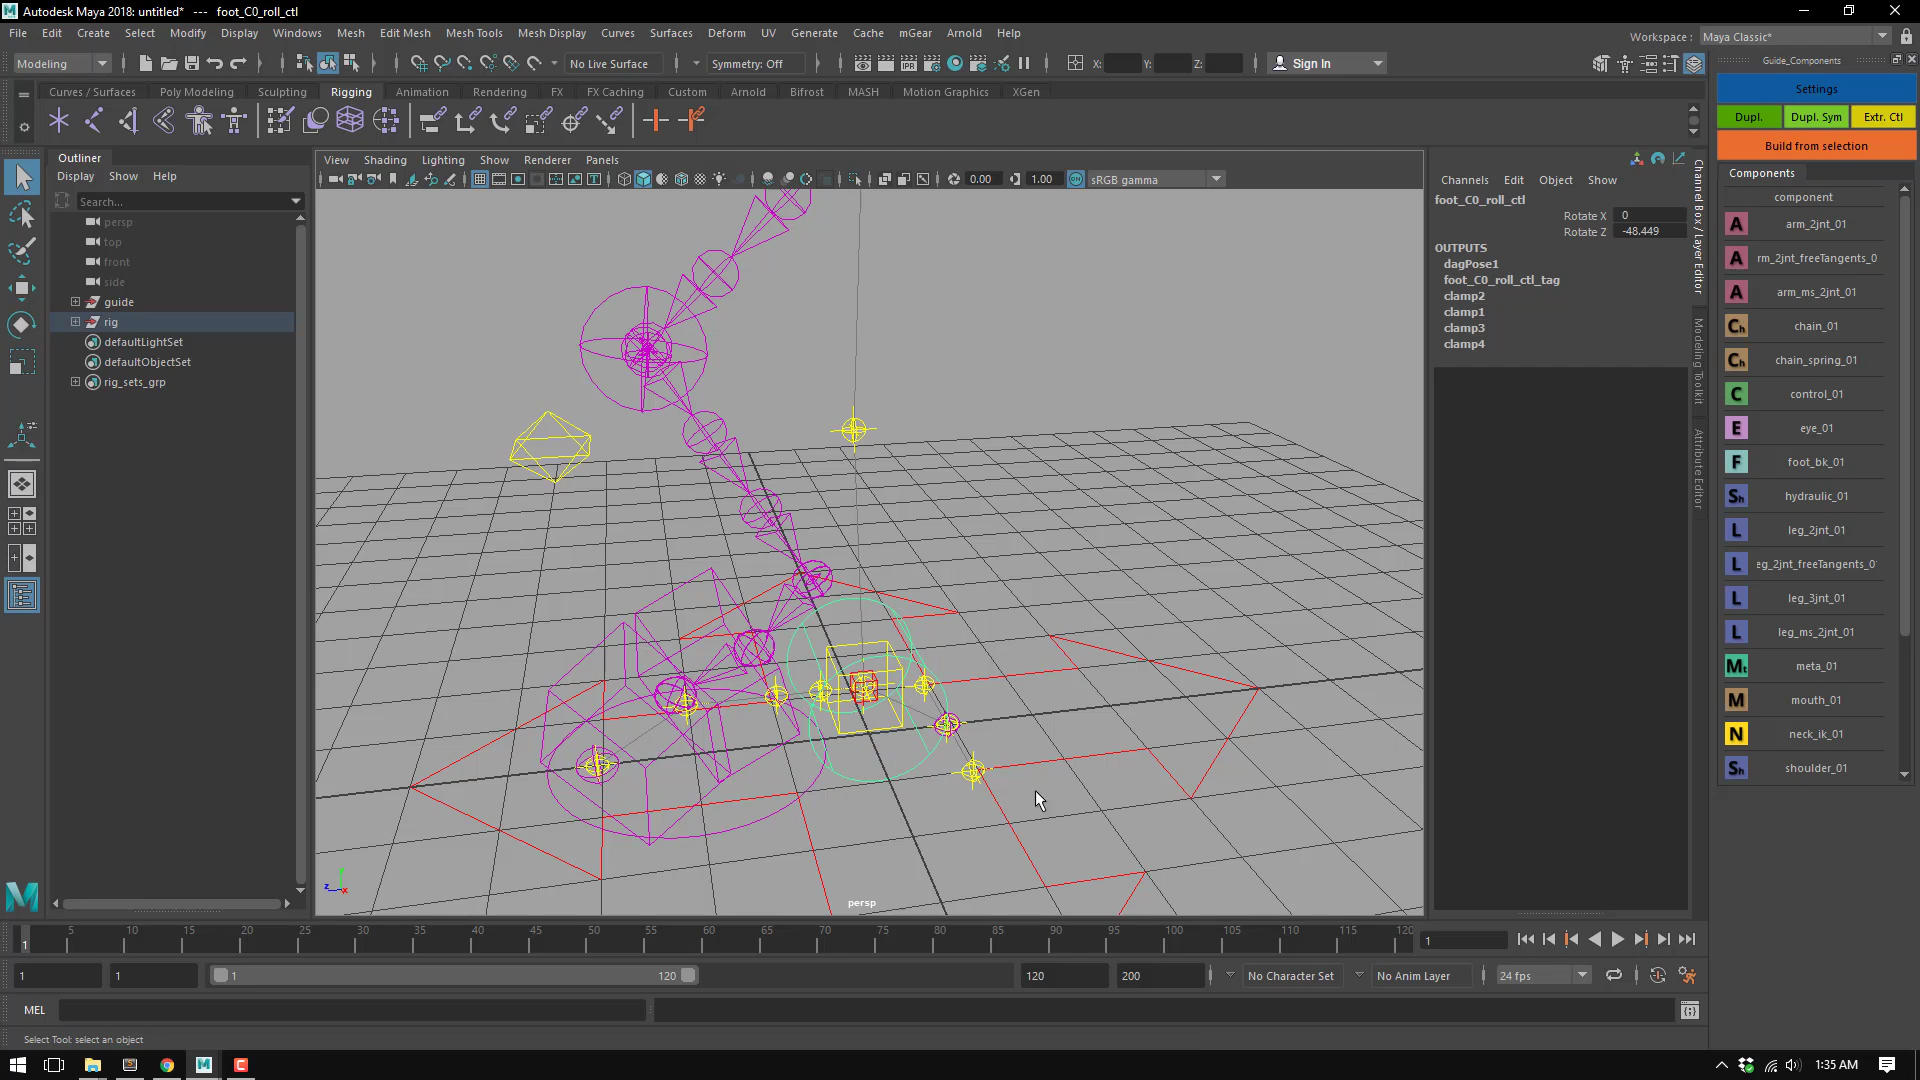 Autodesk Maya 2018: untitled*   ---   foot_C0_roll_ctl
File Edit Create Select Modify Display Windows Mesh Edit Mesh Mesh Tools Mesh Display Curves Surfaces Deform UV Generate Cache mGear Arnold Help
Workspace : Maya Classic*
Modeling No Live Surface Symmetry: Off X: Y: Z: Sign In
Curves / Surfaces Poly Modeling Sculpting Rigging Animation Rendering FX FX Caching Custom Arnold Bifrost MASH Motion Graphics XGen
Outliner
Display Show Help
Search...
persp
top
front
side
guide
rig
defaultLightSet
defaultObjectSet
rig_sets_grp
View Shading Lighting Show Renderer Panels
0.00 1.00 sRGB gamma
persp
Channels Edit Object Show
foot_C0_roll_ctl
Rotate X 0
Rotate Z -48.449
OUTPUTS
dagPose1
foot_C0_roll_ctl_tag
clamp2
clamp1
clamp3
clamp4
Channel Box / Layer Editor
Modeling Toolkit
Attribute Editor
Guide_Components
Settings
Dupl. Dupl. Sym Extr. Ctl
Build from selection
Components
component
A arm_2jnt_01
A rm_2jnt_freeTangents_0
A arm_ms_2jnt_01
Ch chain_01
Ch chain_spring_01
C control_01
E eye_01
F foot_bk_01
Sh hydraulic_01
L leg_2jnt_01
L eg_2jnt_freeTangents_0
L leg_3jnt_01
L leg_ms_2jnt_01
Mt meta_01
M mouth_01
N neck_ik_01
Sh shoulder_01
1 5 10 15 20 25 30 35 40 45 50 55 60 65 70 75 80 85 90 95 100 105 110 115 120 1
1 1 1 120 120 200 No Character Set No Anim Layer 24 fps
MEL
Select Tool: select an object
1:35 AM